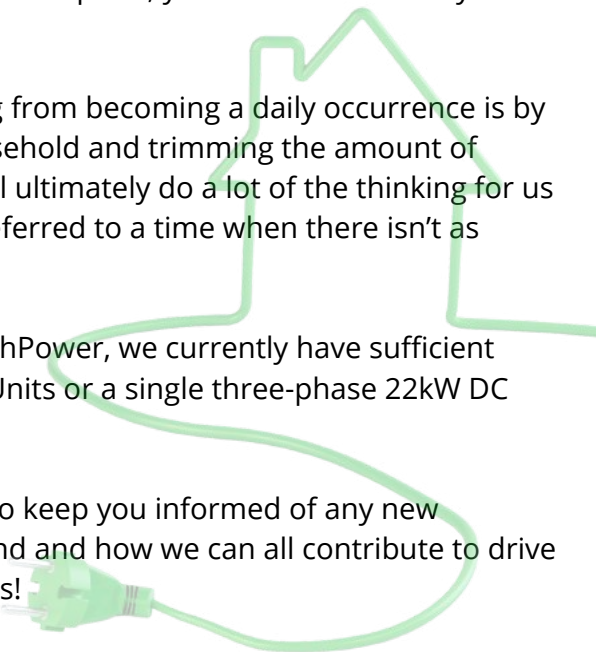 g from becoming a daily occurrence is by
sehold and trimming the amount of
l ultimately do a lot of the thinking for us
ferred to a time when there isn't as
hPower, we currently have sufficient
Units or a single three-phase 22kW DC
o keep you informed of any new
nd and how we can all contribute to drive
s!